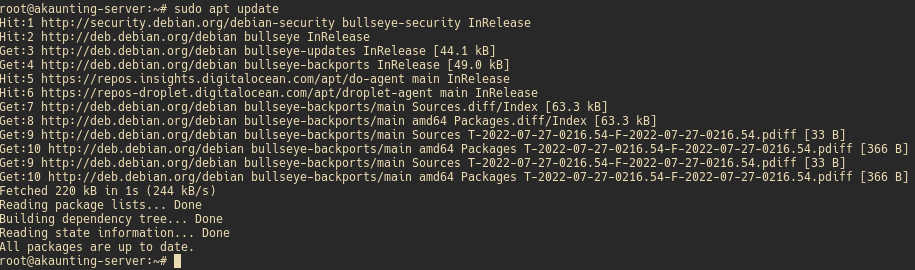 root@akaunting-server:~# sudo apt update
Hit:1 http://security.debian.org/debian-security bullseye-security InRelease
Hit:2 http://deb.debian.org/debian bullseye InRelease
Get:3 http://deb.debian.org/debian bullseye-updates InRelease [44.1 kB]
Get:4 http://deb.debian.org/debian bullseye-backports InRelease [49.0 kB]
Hit:5 https://repos.insights.digitalocean.com/apt/do-agent main InRelease
Hit:6 https://repos-droplet.digitalocean.com/apt/droplet-agent main InRelease
Get:7 http://deb.debian.org/debian bullseye-backports/main Sources.diff/Index [63.3 kB]
Get:8 http://deb.debian.org/debian bullseye-backports/main amd64 Packages.diff/Index [63.3 kB]
Get:9 http://deb.debian.org/debian bullseye-backports/main Sources T-2022-07-27-0216.54-F-2022-07-27-0216.54.pdiff [33 B]
Get:10 http://deb.debian.org/debian bullseye-backports/main amd64 Packages T-2022-07-27-0216.54-F-2022-07-27-0216.54.pdiff [366 B]
Get:9 http://deb.debian.org/debian bullseye-backports/main Sources T-2022-07-27-0216.54-F-2022-07-27-0216.54.pdiff [33 B]
Get:10 http://deb.debian.org/debian bullseye-backports/main amd64 Packages T-2022-07-27-0216.54-F-2022-07-27-0216.54.pdiff [366 B]
Fetched 220 kB in 1s (244 kB/s)
Reading package lists... Done
Building dependency tree... Done
Reading state information... Done
All packages are up to date.
root@akaunting-server:~#